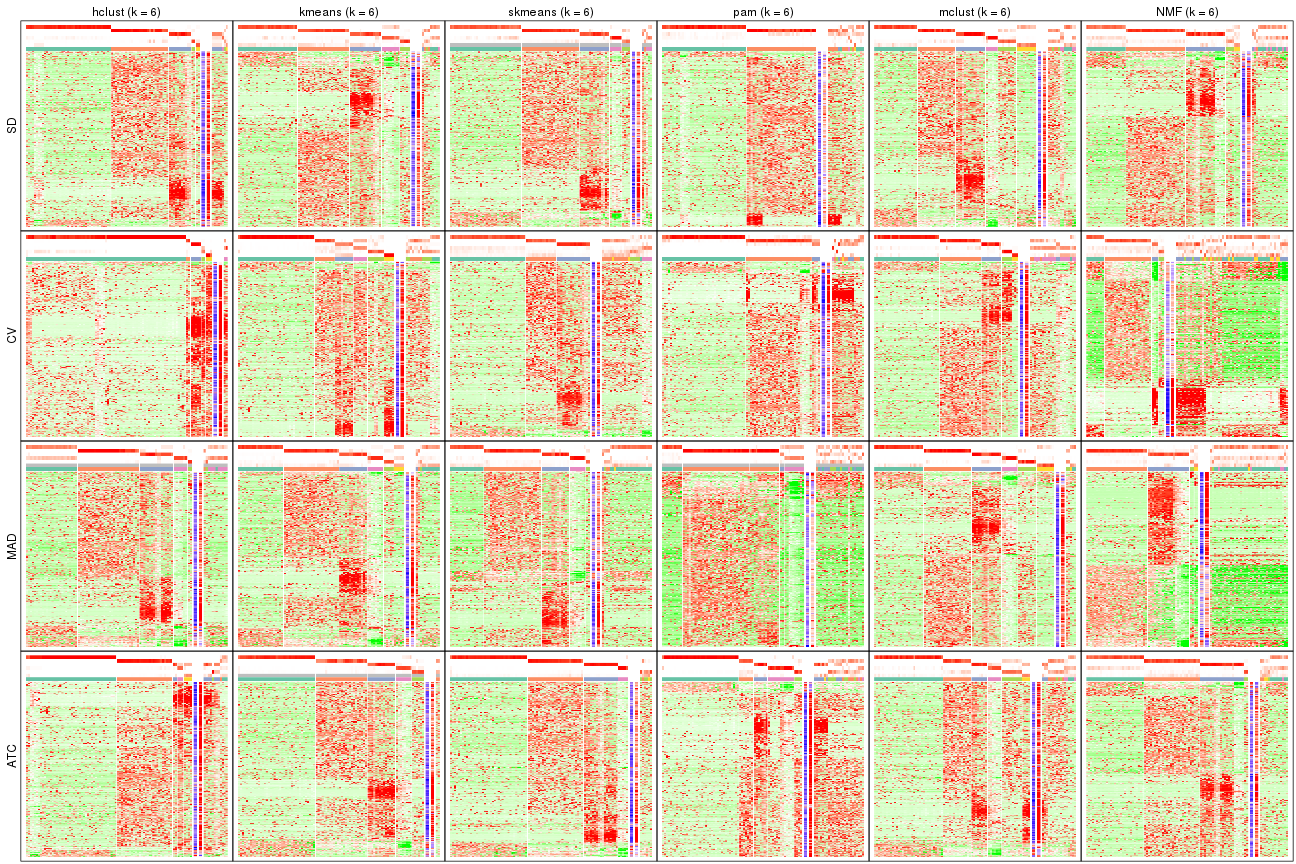 hclust (k = 6) kmeans (k = 6) skmeans (k = 6) pam (k = 6) mclust (k = 6) NMF (k = 6)
SD
CV
MAD
ATC